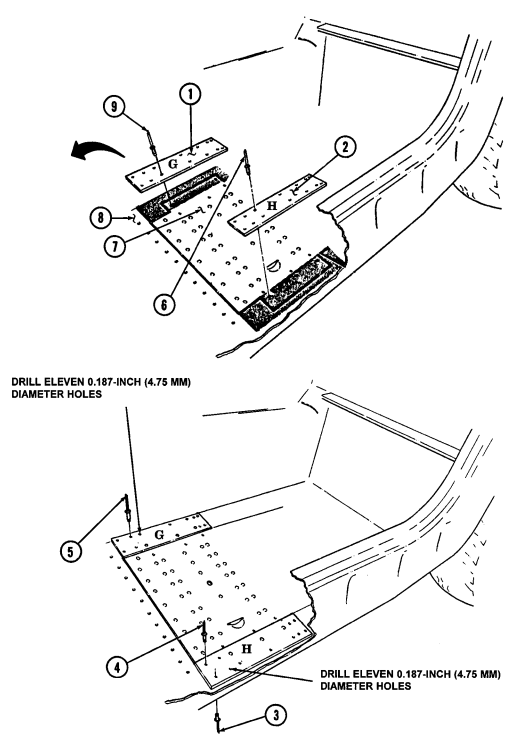 9
1
G
2
6
H
8
7
DRILL ELEVEN 0.187-INCH (4.75 MM)
DIAMETER HOLES
5
G
4
H
DRILL ELEVEN 0.187-INCH (4.75 MM)
DIAMETER HOLES
3